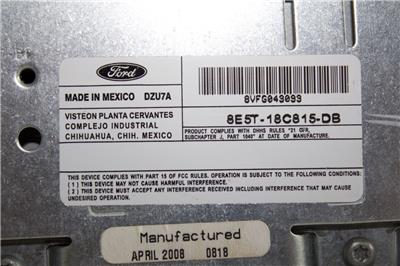 Ford
8VFG043099
MADE IN MEXICO DZU7A
8E5T-18C815-DB
VISTEON PLANTA CERVANTES
COMPLEJO INDUSTRIAL
CHIHUAHUA, CHIH. MEXICO
PRODUCT COMPLIES WITH DHHS RULES "21 CFR,
SUBCHAPTER J, PART 1040" AT DATE OF MANUFACTURE.
THIS DEVICE COMPLIES WITH PART 15 OF FCC RULES. OPERATION IS SUBJECT TO THE FOLLOWING CONDITIONS:
( 1 ) THIS DEVICE MAY NOT CAUSE HARMFUL INTERFERENCE.
( 2 ) THIS DEVICE MUST ACCEPT ANY INTERFERENCE RECEIVED INCLUDING INTERFERENCE THAT MAY CAUSE
UNDESIRED OPERATION.
Manufactured
APRIL 2008 0818